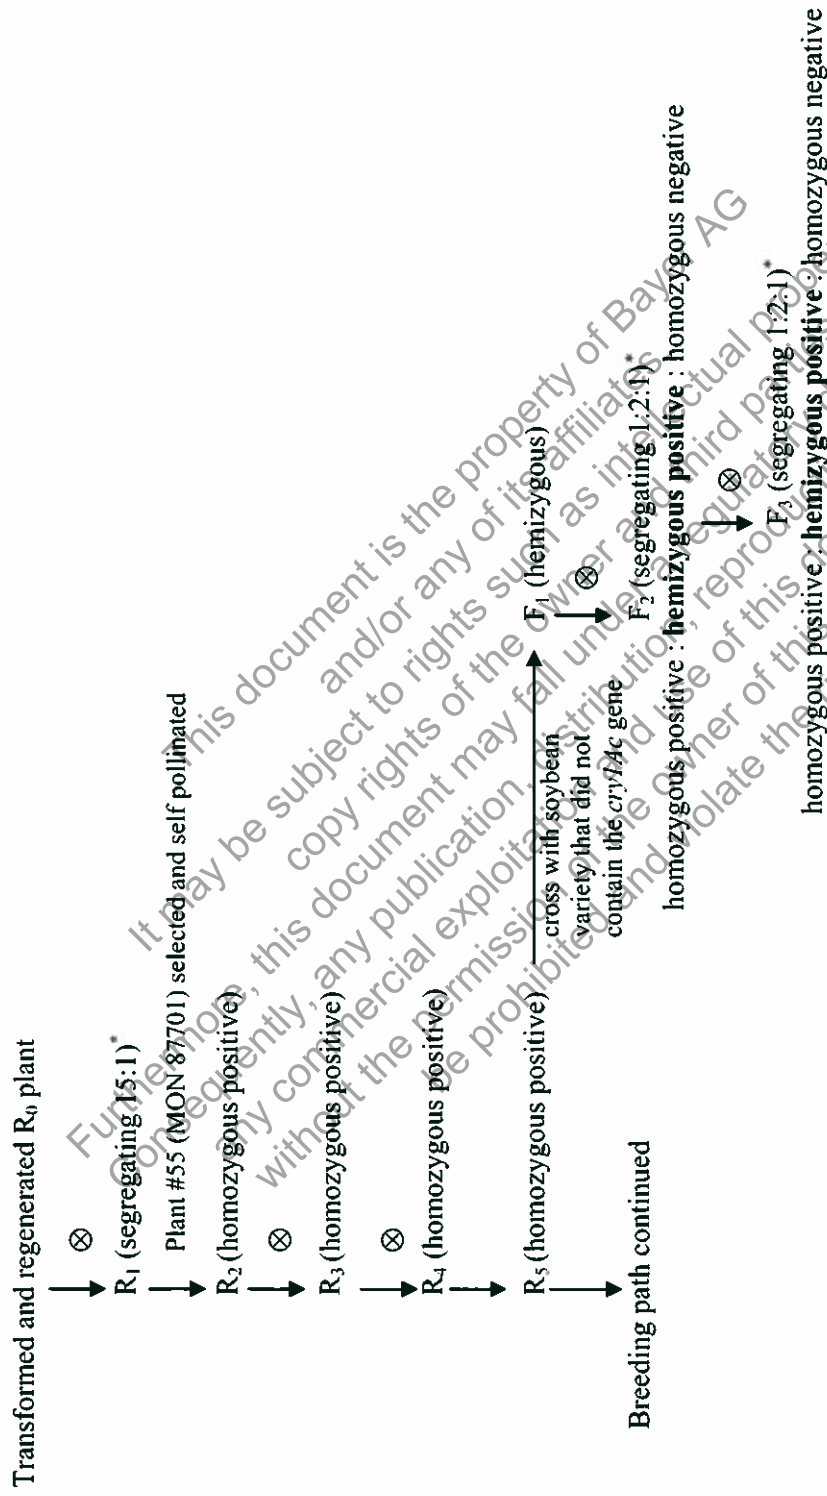 Transformed and regenerated R₀ plant
⊗
R₁ (segregating 15:1)*
Plant #55 (MON 87701) selected and self pollinated
R₂ (homozygous positive)
⊗
R₃ (homozygous positive)
⊗
R₄ (homozygous positive)
R₅ (homozygous positive)
cross with soybean
variety that did not
contain the cry1Ac gene
F₁ (hemizygous)
⊗
F₂ (segregating 1:2:1)*
homozygous positive : hemizygous positive : homozygous negative
⊗
F₃ (segregating 1:2:1)*
homozygous positive : hemizygous positive : homozygous negative
Breeding path continued
This document is the property of Bayer AG
and/or any of its affiliates.
It may be subject to rights such as intellectual
copy rights of the owner and third
Furthermore, this document may fall under a regulatory
Consequently, any publication, distribution,
any commercial exploitation and use of this
without the permission of the owner of this
be prohibited and violate the